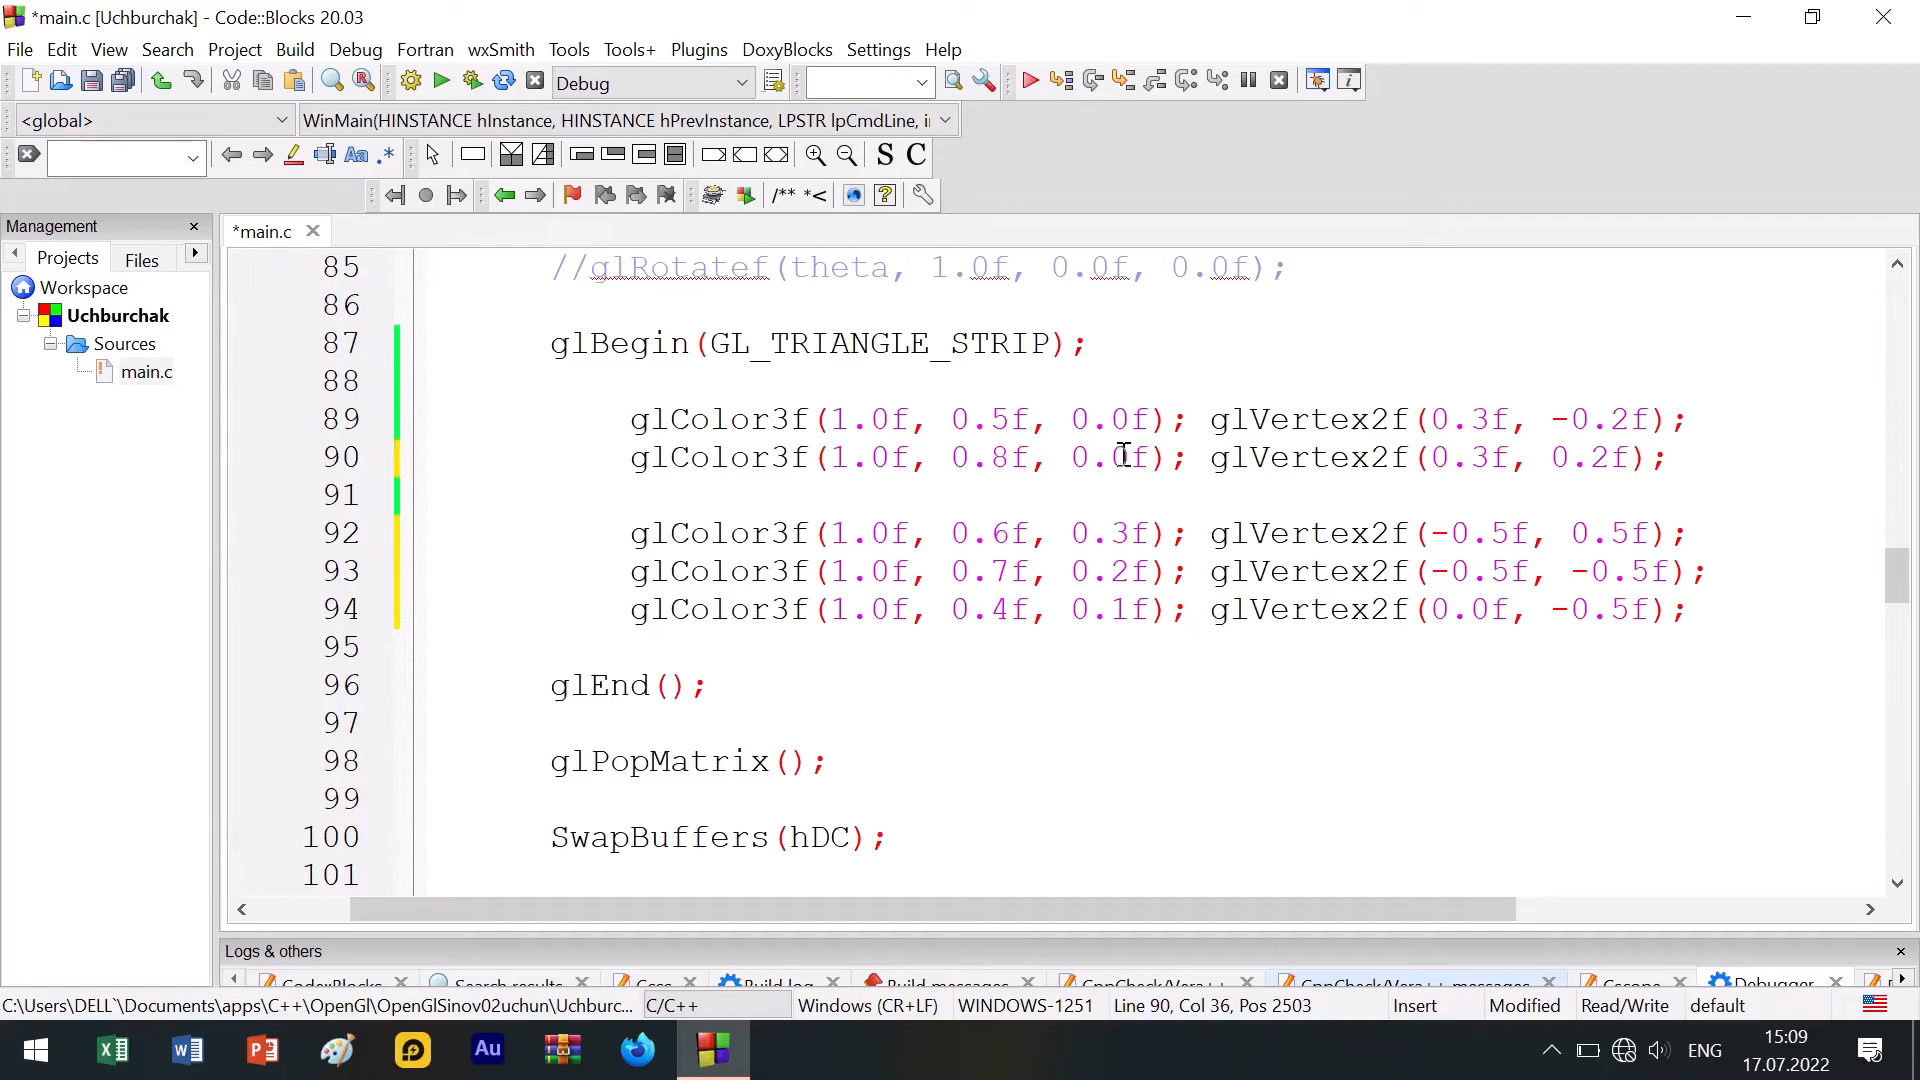 *main.c [Uchburchak] - Code::Blocks 20.03
File Edit View Search Project Build Debug Fortran wxSmith Tools Tools+ Plugins DoxyBlocks Settings Help
Debug
<global>
WinMain(HINSTANCE hInstance, HINSTANCE hPrevInstance, LPSTR lpCmdLine, i
Aa .* S C
/** *<
Management
*main.c
Projects Files
Workspace
Uchburchak
Sources
main.c
85 //glRotatef(theta, 1.0f, 0.0f, 0.0f);
86
87 glBegin(GL_TRIANGLE_STRIP);
88
89 glColor3f(1.0f, 0.5f, 0.0f); glVertex2f(0.3f, -0.2f);
90 glColor3f(1.0f, 0.8f, 0.0f); glVertex2f(0.3f, 0.2f);
91
92 glColor3f(1.0f, 0.6f, 0.3f); glVertex2f(-0.5f, 0.5f);
93 glColor3f(1.0f, 0.7f, 0.2f); glVertex2f(-0.5f, -0.5f);
94 glColor3f(1.0f, 0.4f, 0.1f); glVertex2f(0.0f, -0.5f);
95
96 glEnd();
97
98 glPopMatrix();
99
100 SwapBuffers(hDC);
101
Logs & others
Code::Blocks Search results Cccc Build log Build messages CppCheck/Vera++ CppCheck/Vera++ messages Cscope Debugger
C:\Users\DELL`\Documents\apps\C++\OpenGl\OpenGlSinov02uchun\Uchburc... C/C++ Windows (CR+LF) WINDOWS-1251 Line 90, Col 36, Pos 2503 Insert Modified Read/Write default
Au
ENG
15:09
17.07.2022